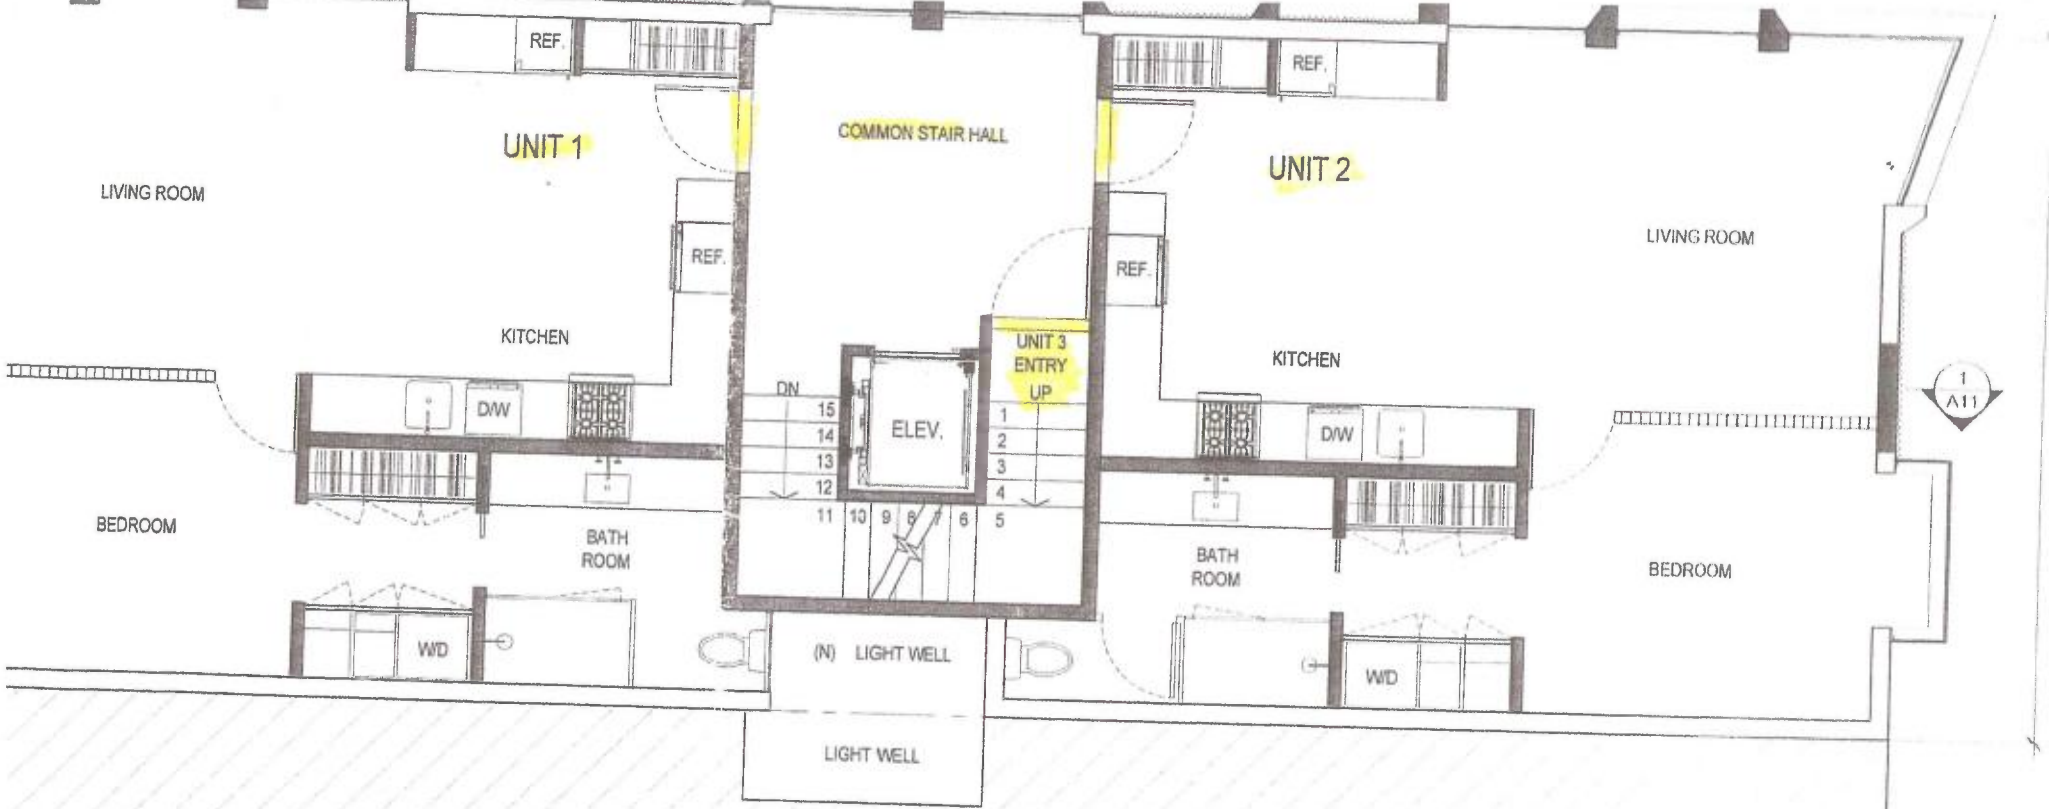 REF.
REF.
COMMON STAIR HALL
UNIT 1
UNIT 2
LIVING ROOM
LIVING ROOM
REF.
REF.
KITCHEN
UNIT 3
ENTRY
UP
KITCHEN
DN
15
14
13
12
11
10
9
8
7
6
5
4
3
2
1
ELEV.
D/W
D/W
1
A11
BEDROOM
BATH
ROOM
BATH
ROOM
BEDROOM
W/D
(N) LIGHT WELL
W/D
LIGHT WELL